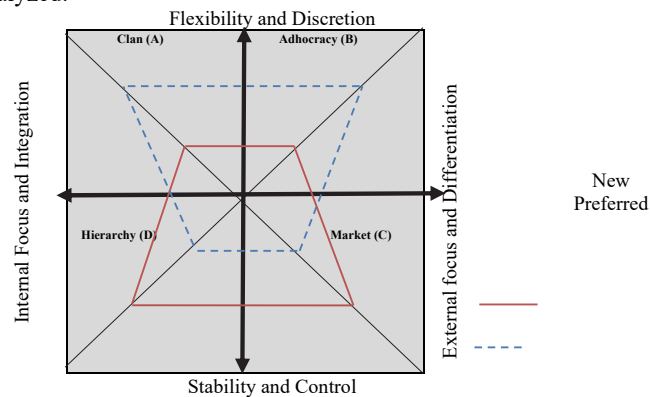 alyzed.
Flexibility and Discretion
Clan (A)
Adhocracy (B)
Internal Focus and Integration
External focus and Differentiation
New
Preferred
Hierarchy (D)
Market (C)
Stability and Control